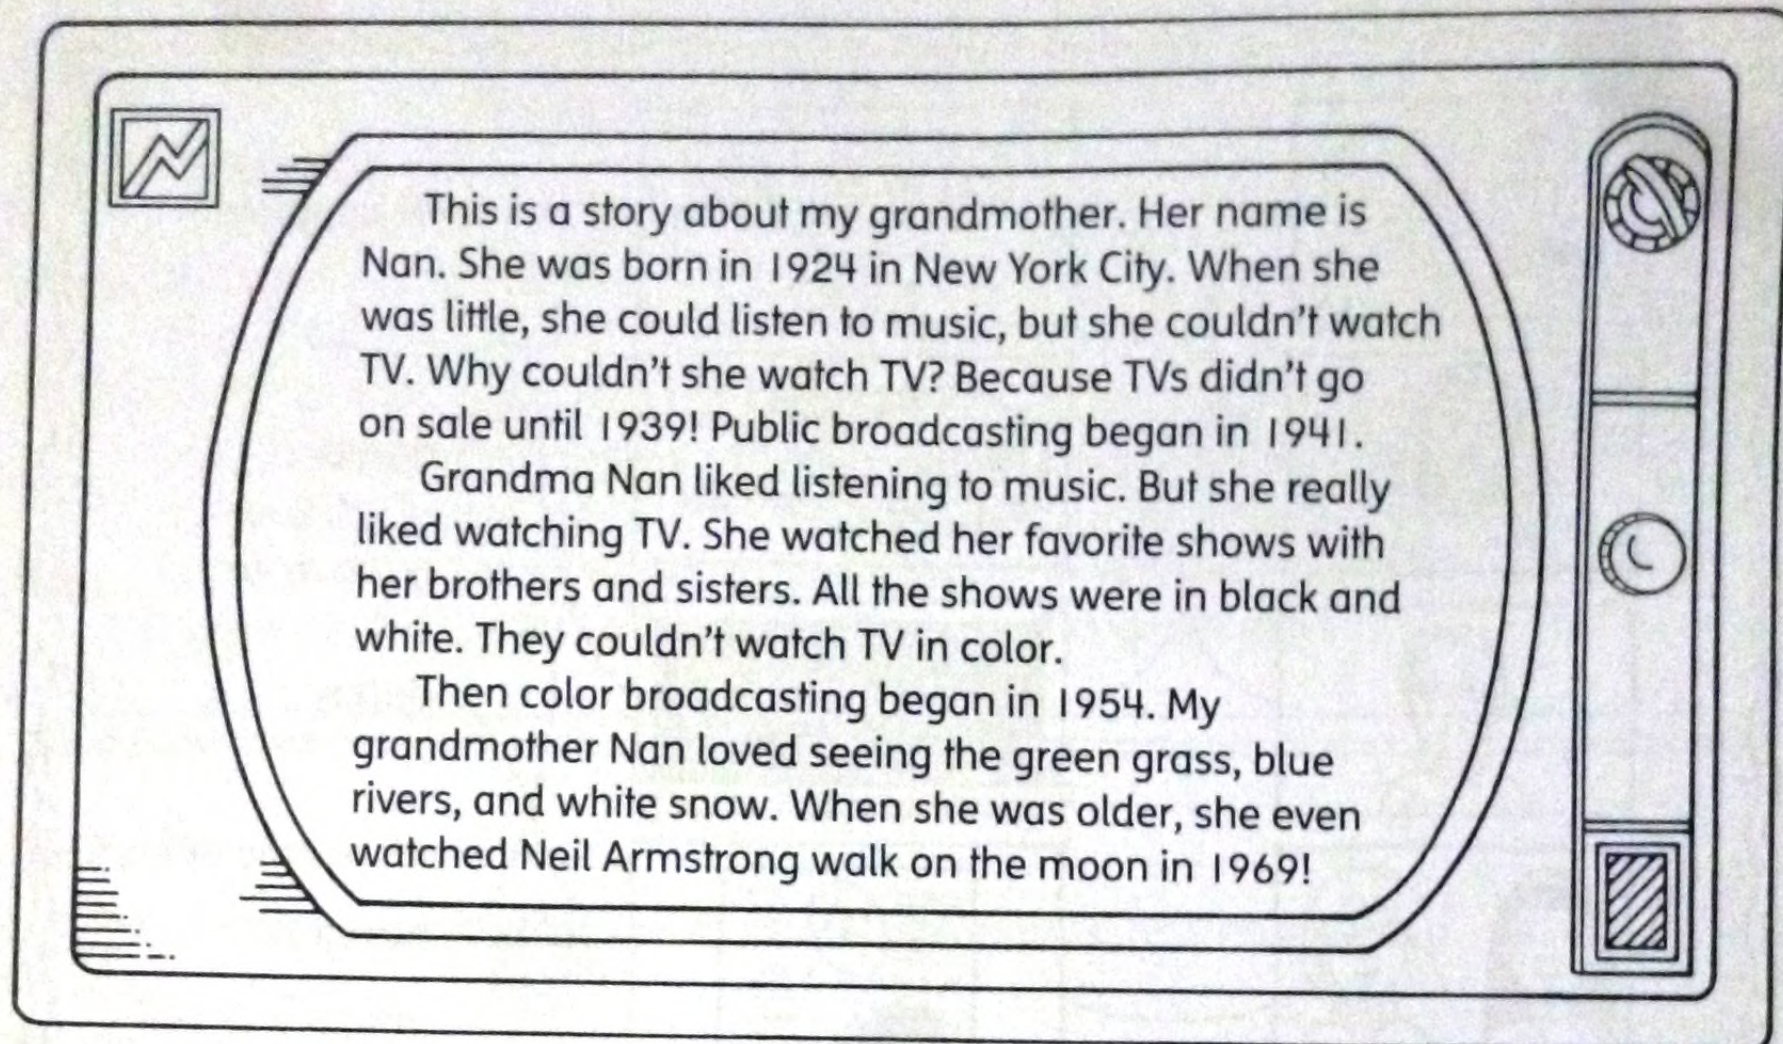 This is a story about my grandmother. Her name is
Nan. She was born in 1924 in New York City. When she
was little, she could listen to music, but she couldn't watch
TV. Why couldn't she watch TV? Because TVs didn't go
on sale until 1939! Public broadcasting began in 1941.
Grandma Nan liked listening to music. But she really
liked watching TV. She watched her favorite shows with
her brothers and sisters. All the shows were in black and
white. They couldn't watch TV in color.
Then color broadcasting began in 1954. My
grandmother Nan loved seeing the green grass, blue
rivers, and white snow. When she was older, she even
watched Neil Armstrong walk on the moon in 1969!